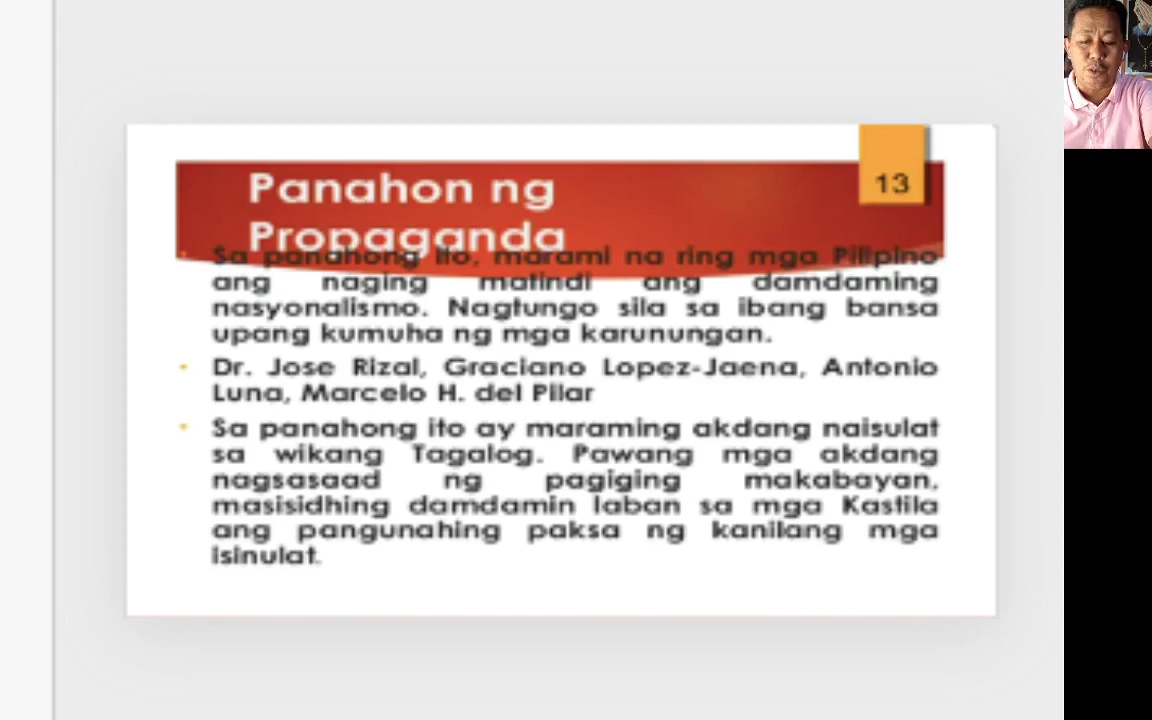 Panahon ng
Propaganda
13
• Sa panahong ito, marami na ring mga Pilipino
ang naging matindi ang damdaming
nasyonalismo. Nagtungo sila sa ibang bansa
upang kumuha ng mga karunungan.
• Dr. Jose Rizal, Graciano Lopez-Jaena, Antonio
Luna, Marcelo H. del Pilar
• Sa panahong ito ay maraming akdang naisulat
sa wikang Tagalog. Pawang mga akdang
nagsasaad ng pagiging makabayan,
masisidhing damdamin laban sa mga Kastila
ang pangunahing paksa ng kanilang mga
isinulat.